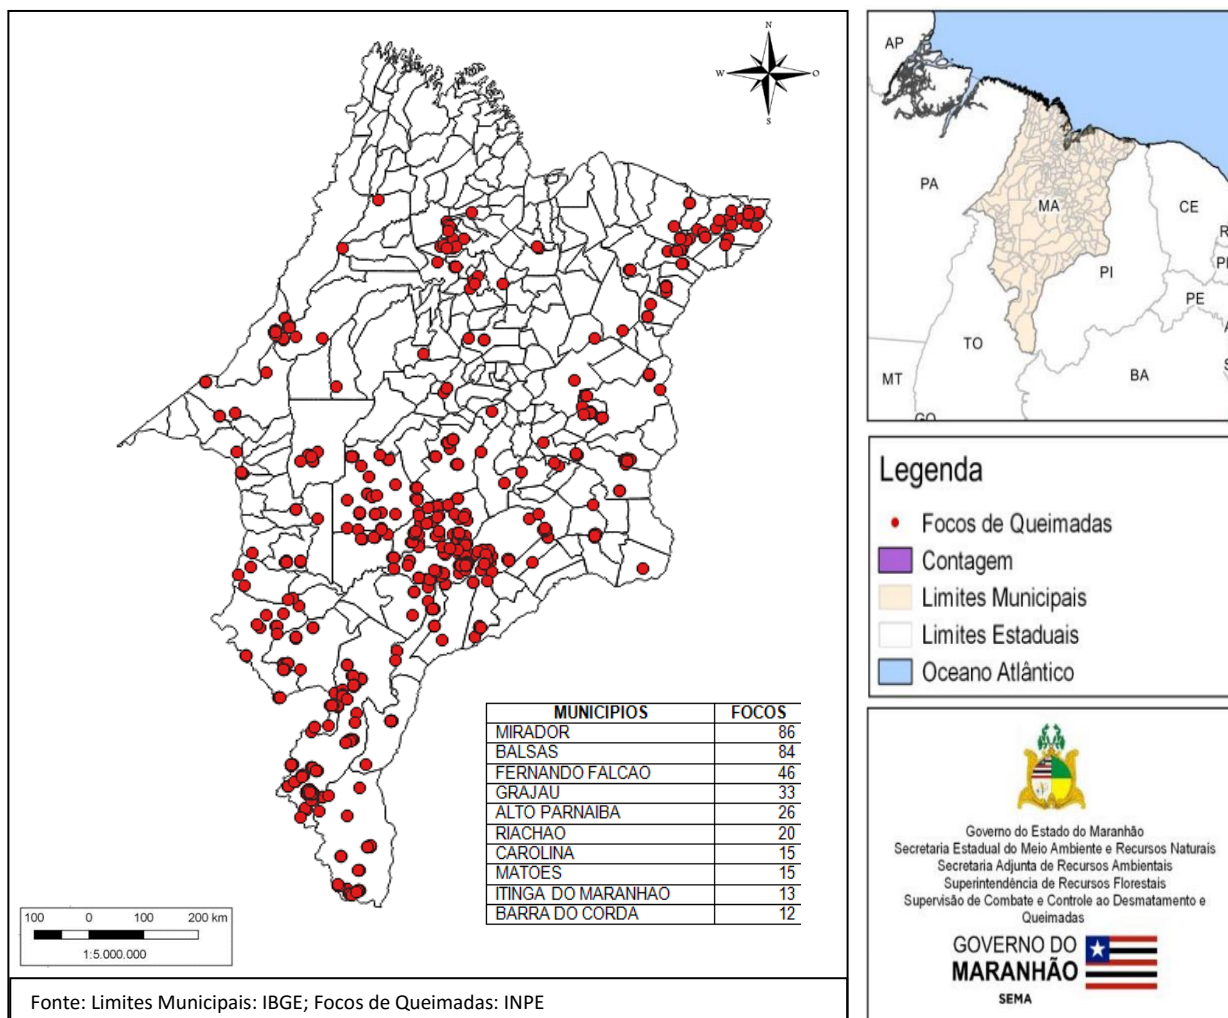 N
W
O
S
MUNICIPIOS FOCOS
MIRADOR 86
BALSAS 84
FERNANDO FALCAO 46
GRAJAU 33
ALTO PARNAIBA 26
RIACHAO 20
CAROLINA 15
MATOES 15
ITINGA DO MARANHAO 13
BARRA DO CORDA 12
100 0 100 200 km
1:5.000.000
Fonte: Limites Municipais: IBGE; Focos de Queimadas: INPE
AP
PA
MA
CE
PI
PE
TO
BA
MT
Legenda
Focos de Queimadas
Contagem
Limites Municipais
Limites Estaduais
Oceano Atlântico
Governo do Estado do Maranhão
Secretaria Estadual do Meio Ambiente e Recursos Naturais
Secretaria Adjunta de Recursos Ambientais
Superintendência de Recursos Florestais
Supervisão de Combate e Controle ao Desmatamento e
Queimadas
GOVERNO DO
MARANHÃO
SEMA